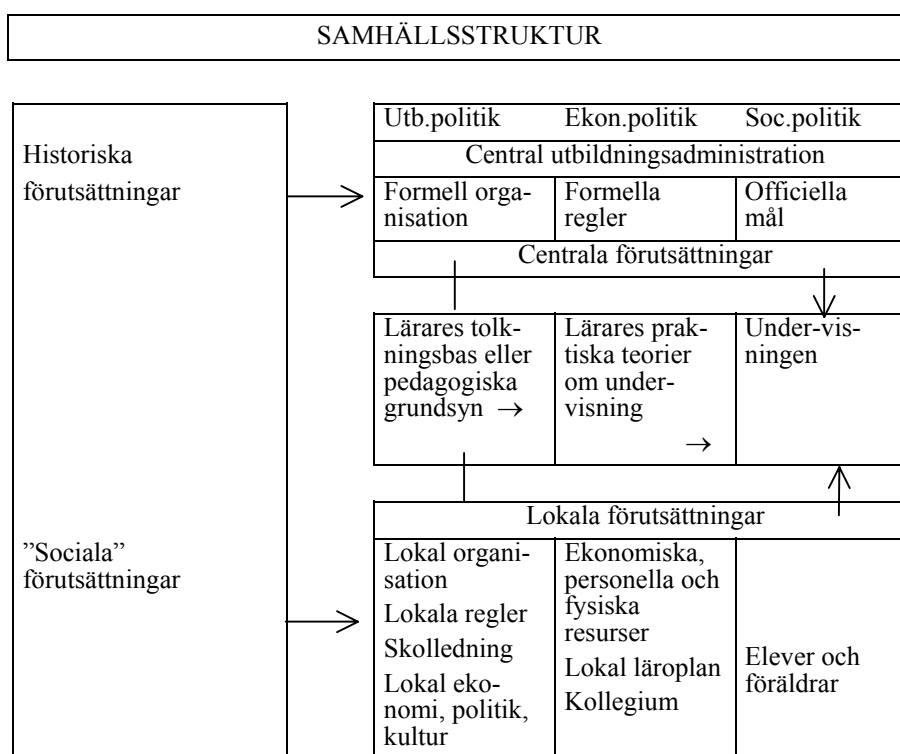 SAMHÄLLSSTRUKTUR
Historiska
förutsättningar
Utb.politik Ekon.politik Soc.politik
Central utbildningsadministration
Formell orga-
nisation
Formella
regler
Officiella
mål
Centrala förutsättningar
Lärares tolk-
ningsbas eller
pedagogiska
grundsyn →
Lärares prak-
tiska teorier
om under-
visning
→
Under-vis-
ningen
Lokala förutsättningar
”Sociala”
förutsättningar
Lokal organi-
sation
Lokala regler
Skolledning
Lokal eko-
nomi, politik,
kultur
Ekonomiska,
personella och
fysiska
resurser
Lokal läroplan
Kollegium
Elever och
föräldrar